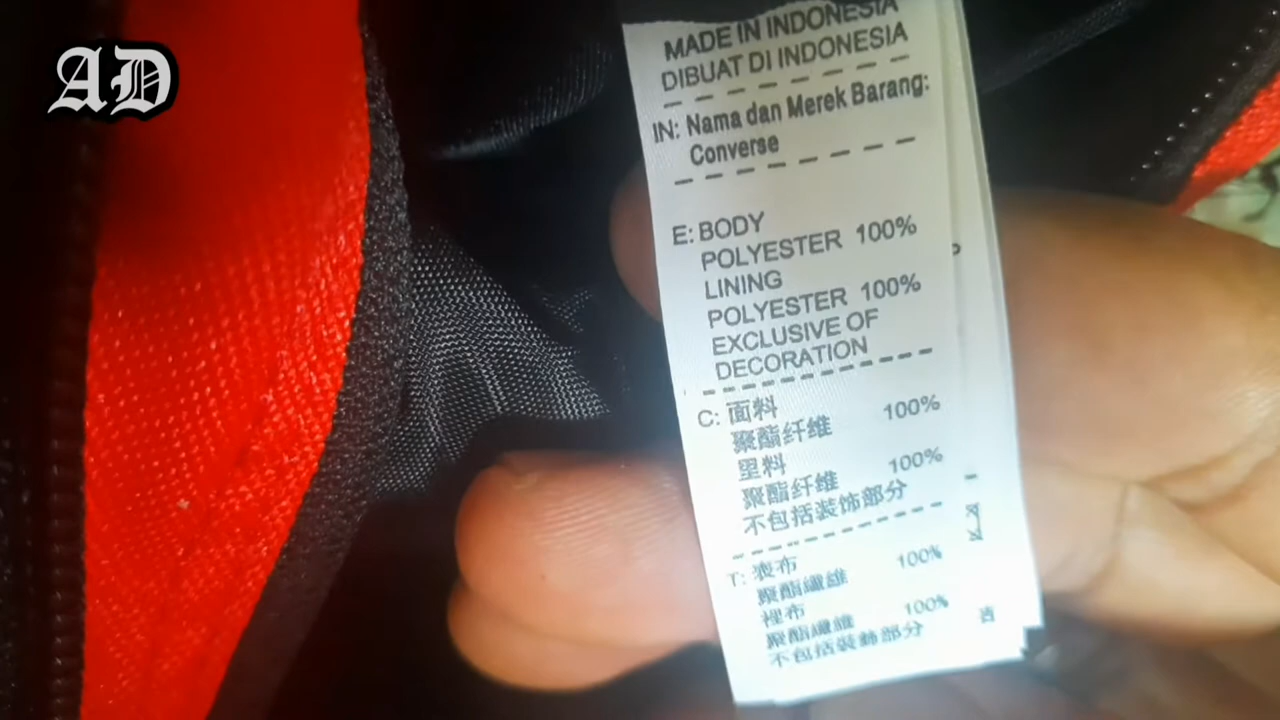 AD
MADE IN INDONESIA
DIBUAT DI INDONESIA
IN: Nama dan Merek Barang:
Converse
E: BODY
POLYESTER 100%
LINING
POLYESTER 100%
EXCLUSIVE OF
DECORATION
C: 面料 100%
聚酯纤维
里料 100%
聚酯纤维
不包括装饰部分
T: 表布 100%
聚酯纖維
裡布 100%
聚酯纖維
不包括裝飾部分